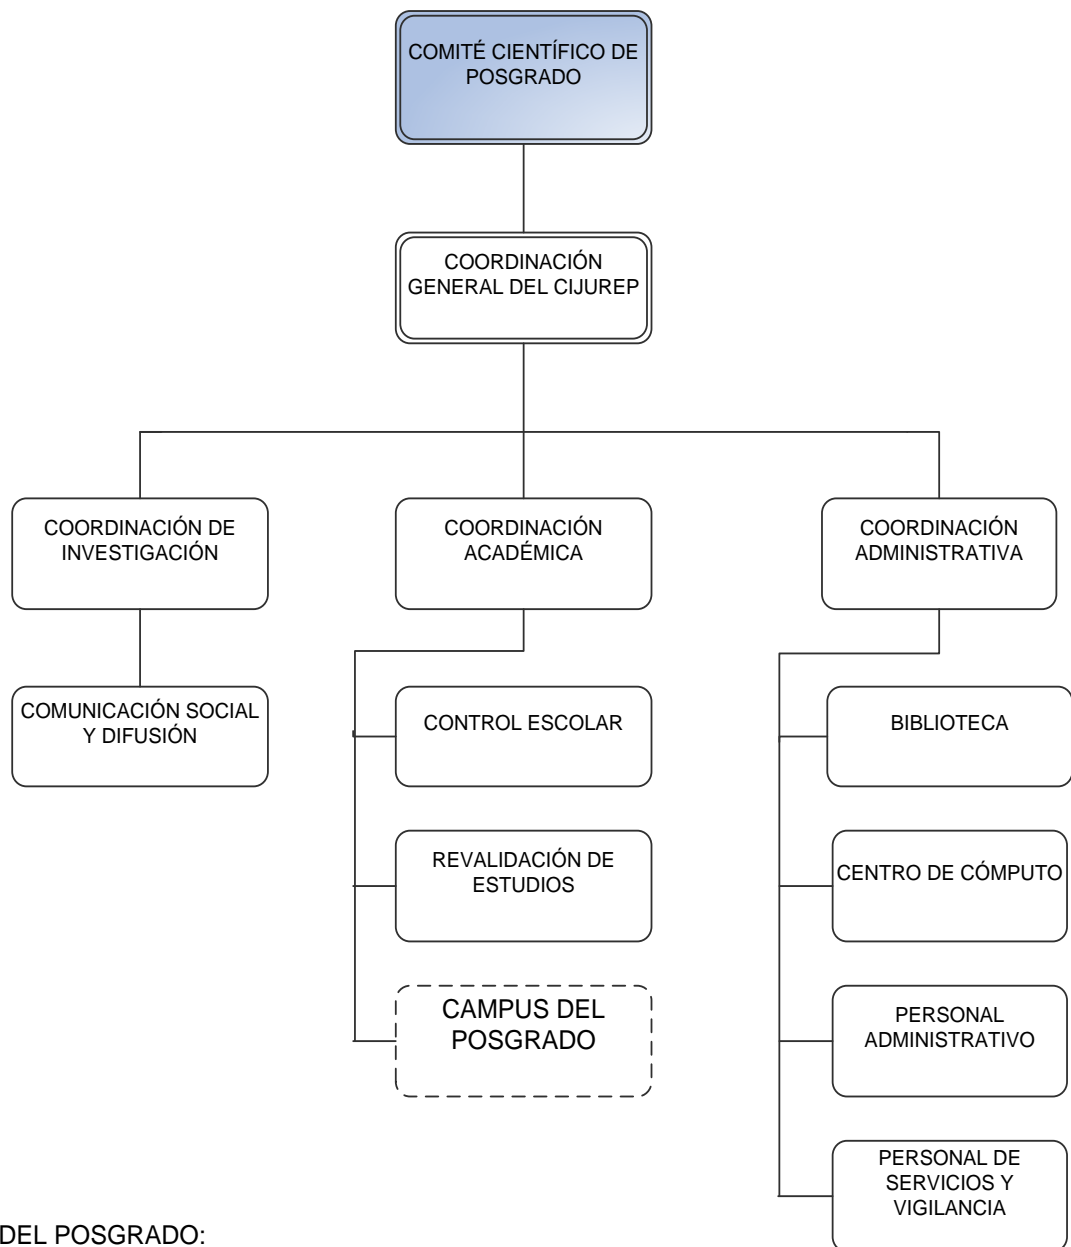 COMITÉ CIENTÍFICO DE
POSGRADO
COORDINACIÓN
GENERAL DEL CIJUREP
COORDINACIÓN DE
INVESTIGACIÓN
COORDINACIÓN
ACADÉMICA
COORDINACIÓN
ADMINISTRATIVA
COMUNICACIÓN SOCIAL
Y DIFUSIÓN
CONTROL ESCOLAR
BIBLIOTECA
REVALIDACIÓN DE
ESTUDIOS
CENTRO DE CÓMPUTO
CAMPUS DEL
POSGRADO
PERSONAL
ADMINISTRATIVO
PERSONAL DE
SERVICIOS Y
VIGILANCIA
DEL POSGRADO: